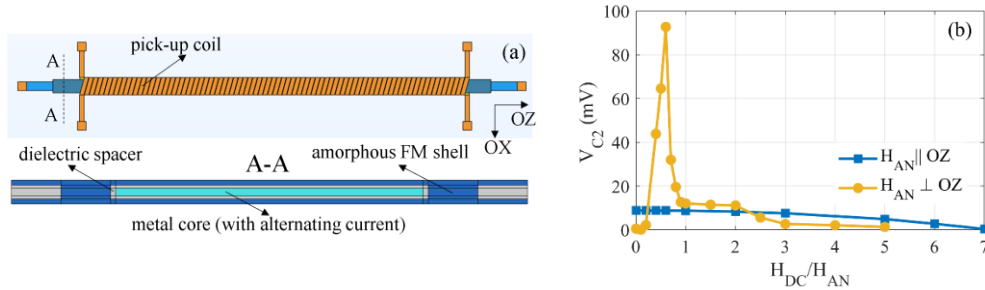 (a)
pick-up coil
A
A
OZ
OX
dielectric spacer
A-A
amorphous FM shell
metal core (with alternating current)
(b)
V_C2 (mV)
100
80
60
40
20
0
H_AN || OZ
H_AN ⊥ OZ
0 1 2 3 4 5 6 7
H_DC/H_AN